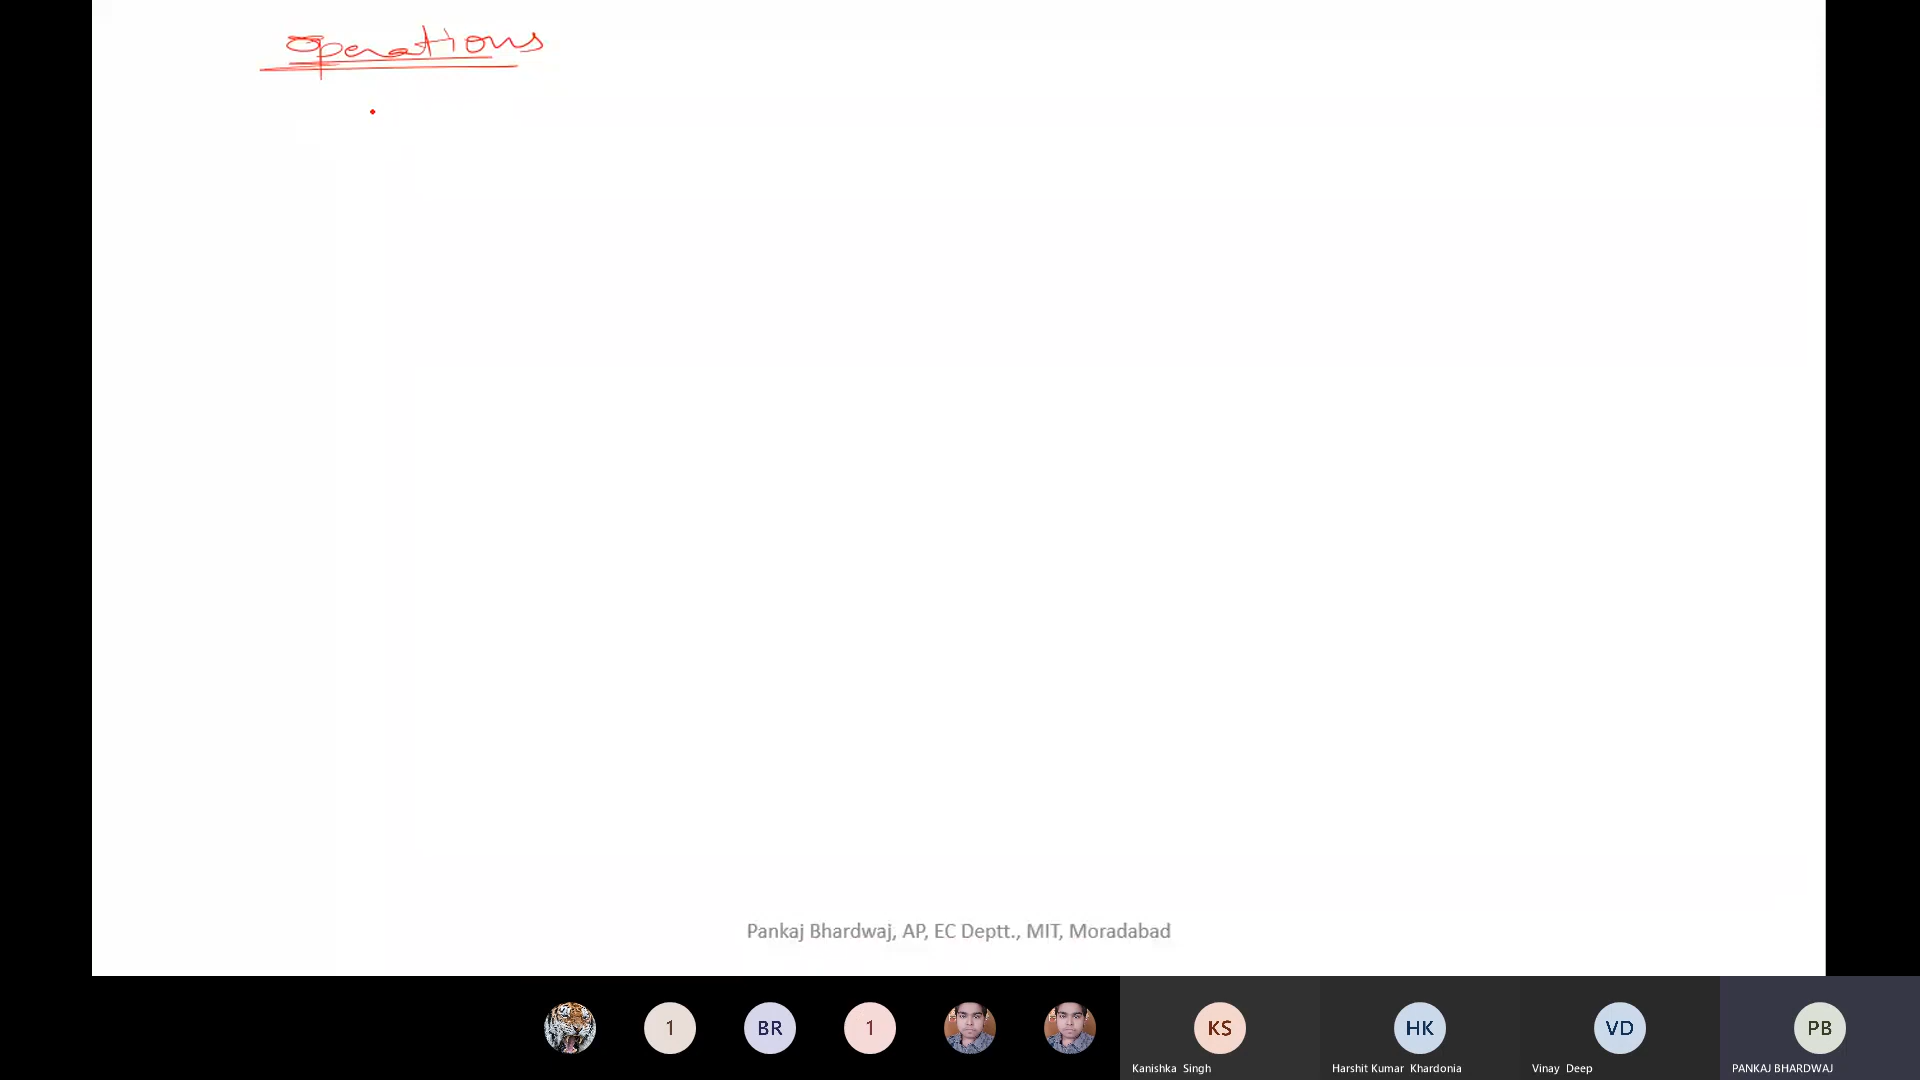 Operations
Pankaj Bhardwaj, AP, EC Deptt., MIT, Moradabad
1
BR
1
KS
HK
VD
PB
Kanishka Singh
Harshit Kumar Khardonia
Vinay Deep
PANKAJ BHARDWAJ